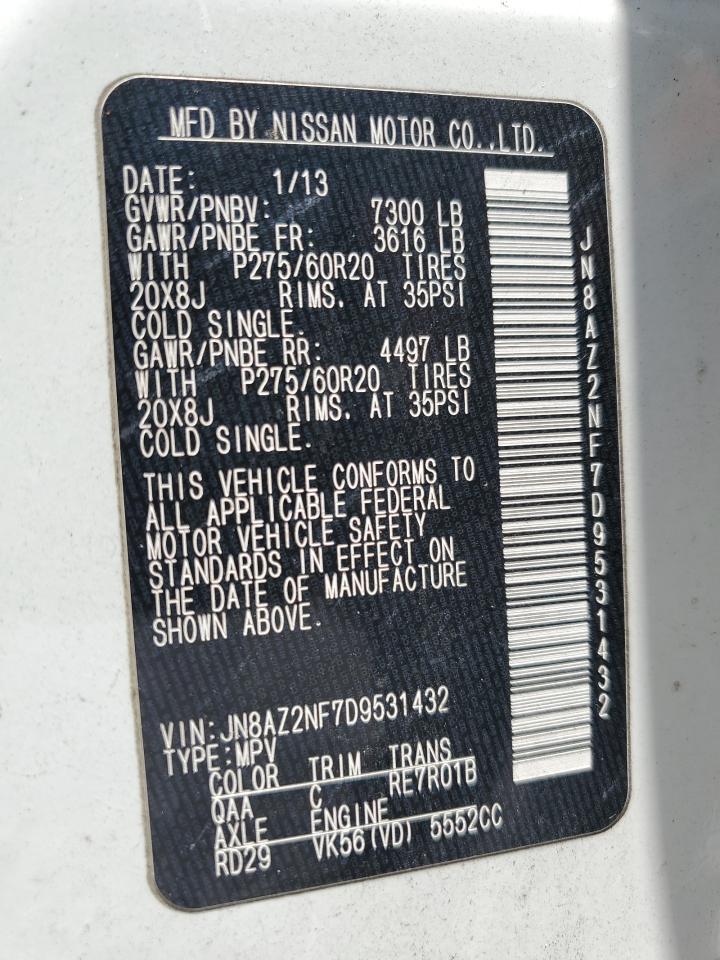 MFD BY NISSAN MOTOR CO.,LTD.
DATE: 1/13
GVWR/PNBV: 7300 LB
GAWR/PNBE FR: 3616 LB
WITH P275/60R20 TIRES
20X8J RIMS. AT 35PSI
COLD SINGLE.
GAWR/PNBE RR: 4497 LB
WITH P275/60R20 TIRES
20X8J RIMS. AT 35PSI
COLD SINGLE.
THIS VEHICLE CONFORMS TO
ALL APPLICABLE FEDERAL
MOTOR VEHICLE SAFETY
STANDARDS IN EFFECT ON
THE DATE OF MANUFACTURE
SHOWN ABOVE.
VIN:JN8AZ2NF7D9531432
TYPE:MPV
COLOR TRIM TRANS
QAA C RE7R01B
AXLE ENGINE
RD29 VK56(VD) 5552CC
JN8AZ2NF7D9531432